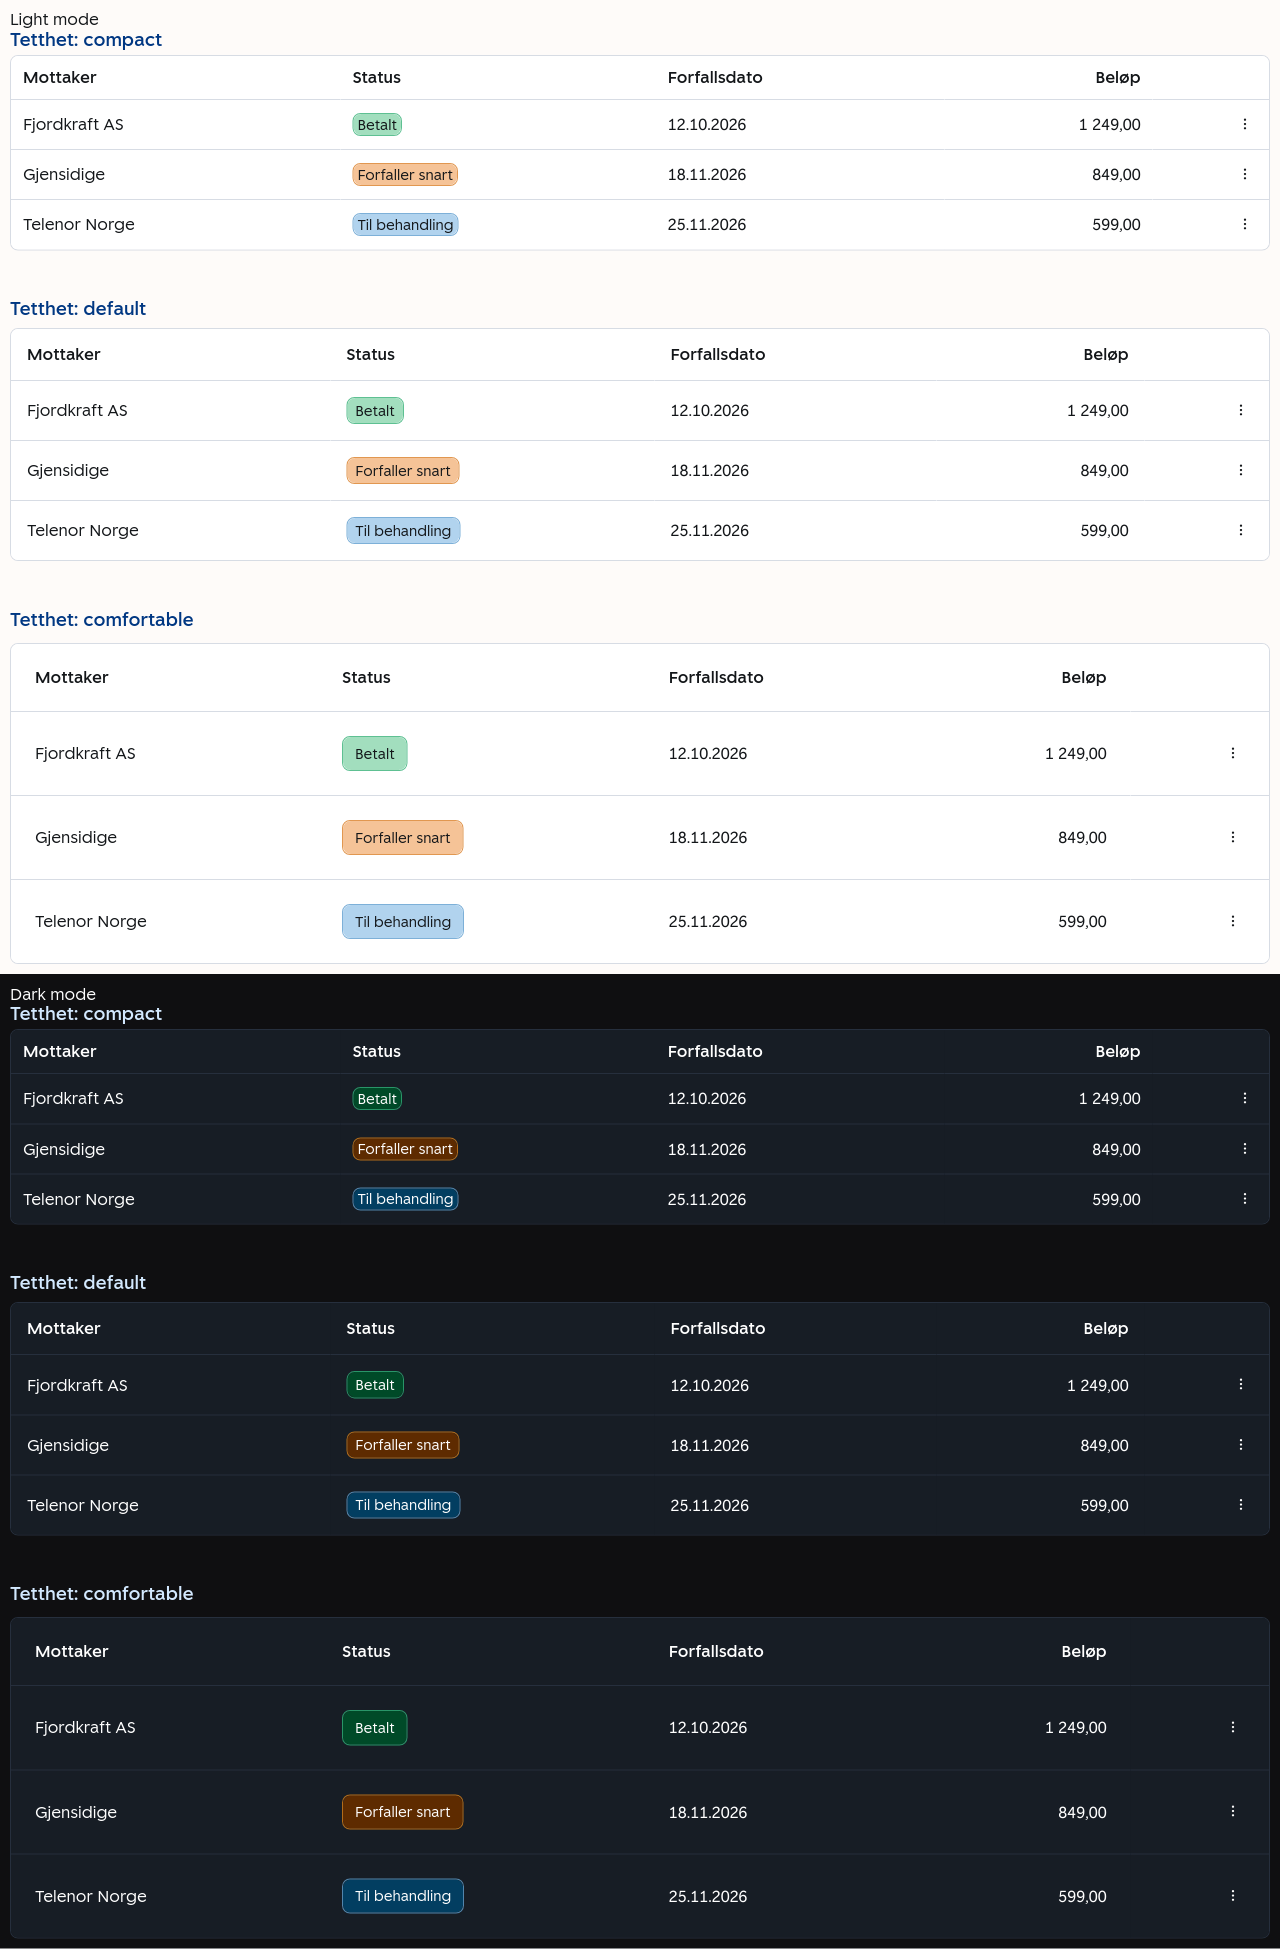 Light mode
Tetthet: compact
Mottaker Status Forfallsdato Beløp
Fjordkraft AS Betalt 12.10.2026 1 249,00
Gjensidige Forfaller snart 18.11.2026 849,00
Telenor Norge Til behandling 25.11.2026 599,00
Tetthet: default
Mottaker Status Forfallsdato Beløp
Fjordkraft AS Betalt 12.10.2026 1 249,00
Gjensidige Forfaller snart 18.11.2026 849,00
Telenor Norge Til behandling 25.11.2026 599,00
Tetthet: comfortable
Mottaker Status Forfallsdato Beløp
Fjordkraft AS Betalt 12.10.2026 1 249,00
Gjensidige Forfaller snart 18.11.2026 849,00
Telenor Norge Til behandling 25.11.2026 599,00
Dark mode
Tetthet: compact
Mottaker Status Forfallsdato Beløp
Fjordkraft AS Betalt 12.10.2026 1 249,00
Gjensidige Forfaller snart 18.11.2026 849,00
Telenor Norge Til behandling 25.11.2026 599,00
Tetthet: default
Mottaker Status Forfallsdato Beløp
Fjordkraft AS Betalt 12.10.2026 1 249,00
Gjensidige Forfaller snart 18.11.2026 849,00
Telenor Norge Til behandling 25.11.2026 599,00
Tetthet: comfortable
Mottaker Status Forfallsdato Beløp
Fjordkraft AS Betalt 12.10.2026 1 249,00
Gjensidige Forfaller snart 18.11.2026 849,00
Telenor Norge Til behandling 25.11.2026 599,00